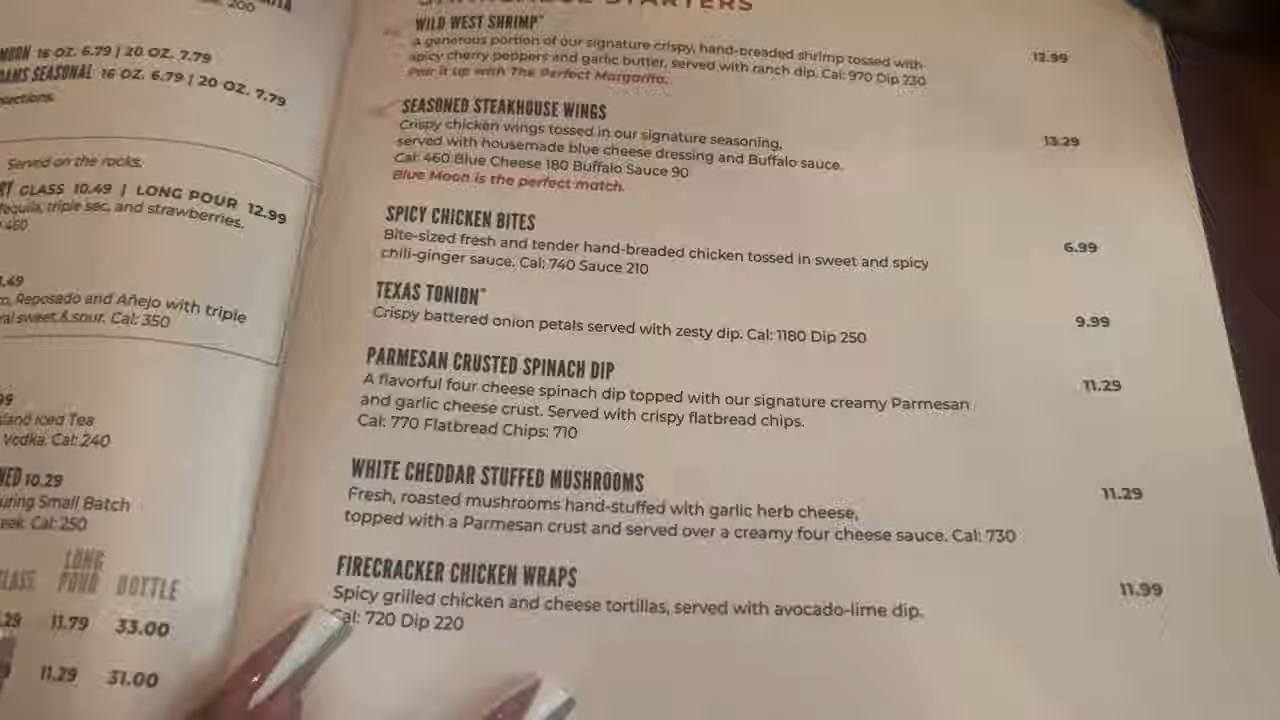 200
MOON 16 OZ. 6.79 | 20 OZ. 7.79
ADAMS SEASONAL 16 OZ. 6.79 | 20 OZ. 7.79
Served on the rocks.
GLASS 10.49 | LONG POUR 12.99
tequila, triple sec, and strawberries.
460
.49
Reposado and Añejo with triple
sweet & sour. Cal: 350
Iced Tea
Vodka. Cal: 240
10.29
Small Batch
Cal: 250
LONG
POUR BOTTLE
.29 11.79 33.00
11.29 31.00
STARTERS
WILD WEST SHRIMP™ 12.99
A generous portion of our signature crispy, hand-breaded shrimp tossed with
spicy cherry peppers and garlic butter, served with ranch dip. Cal: 970 Dip 230
Pair it up with The Perfect Margarita.
SEASONED STEAKHOUSE WINGS 13.29
Crispy chicken wings tossed in our signature seasoning,
served with housemade blue cheese dressing and Buffalo sauce.
Cal: 460 Blue Cheese 180 Buffalo Sauce 90
Blue Moon is the perfect match.
SPICY CHICKEN BITES 6.99
Bite-sized fresh and tender hand-breaded chicken tossed in sweet and spicy
chili-ginger sauce. Cal: 740 Sauce 210
TEXAS TONION™ 9.99
Crispy battered onion petals served with zesty dip. Cal: 1180 Dip 250
PARMESAN CRUSTED SPINACH DIP 11.29
A flavorful four cheese spinach dip topped with our signature creamy Parmesan
and garlic cheese crust. Served with crispy flatbread chips.
Cal: 770 Flatbread Chips: 710
WHITE CHEDDAR STUFFED MUSHROOMS 11.29
Fresh, roasted mushrooms hand-stuffed with garlic herb cheese,
topped with a Parmesan crust and served over a creamy four cheese sauce. Cal: 730
FIRECRACKER CHICKEN WRAPS 11.99
Spicy grilled chicken and cheese tortillas, served with avocado-lime dip.
Cal: 720 Dip 220